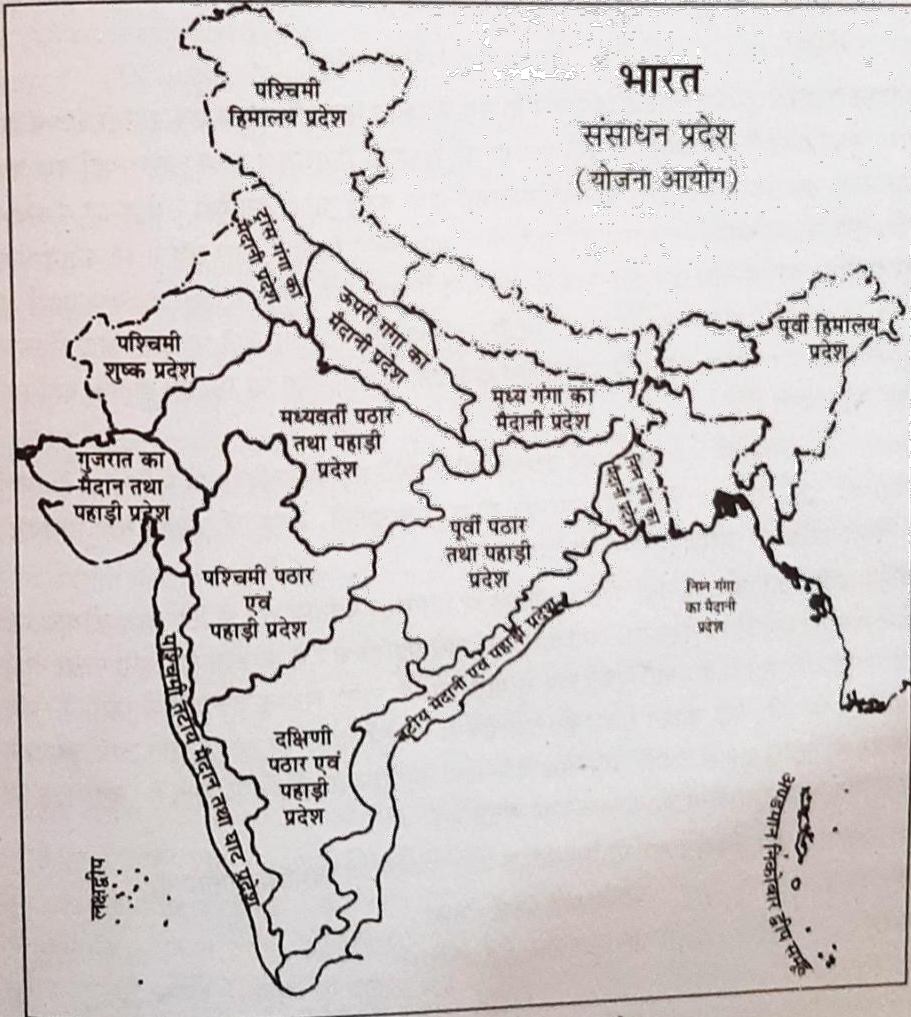 भारत
संसाधन प्रदेश
(योजना आयोग)
पश्चिमी
हिमालय प्रदेश
ट्रांस गंगा का
मैदानी प्रदेश
ऊपरी गंगा का
मैदानी प्रदेश
पूर्वी हिमालय
प्रदेश
पश्चिमी
शुष्क प्रदेश
मध्य गंगा का
मैदानी प्रदेश
मध्यवर्ती पठार
तथा पहाड़ी
प्रदेश
गुजरात का
मैदान तथा
पहाड़ी प्रदेश
निम्न गंगा का
मैदानी प्रदेश
पूर्वी पठार
तथा पहाड़ी
प्रदेश
पश्चिमी पठार
एवं
पहाड़ी प्रदेश
निम्न गंगा
का मैदानी
प्रदेश
तटीय मैदानी एवं पहाड़ी प्रदेश
पश्चिमी तटीय मैदान तथा घाट प्रदेश
दक्षिणी
पठार एवं
पहाड़ी
प्रदेश
लक्षद्वीप
अण्डमान निकोबार द्वीप समूह